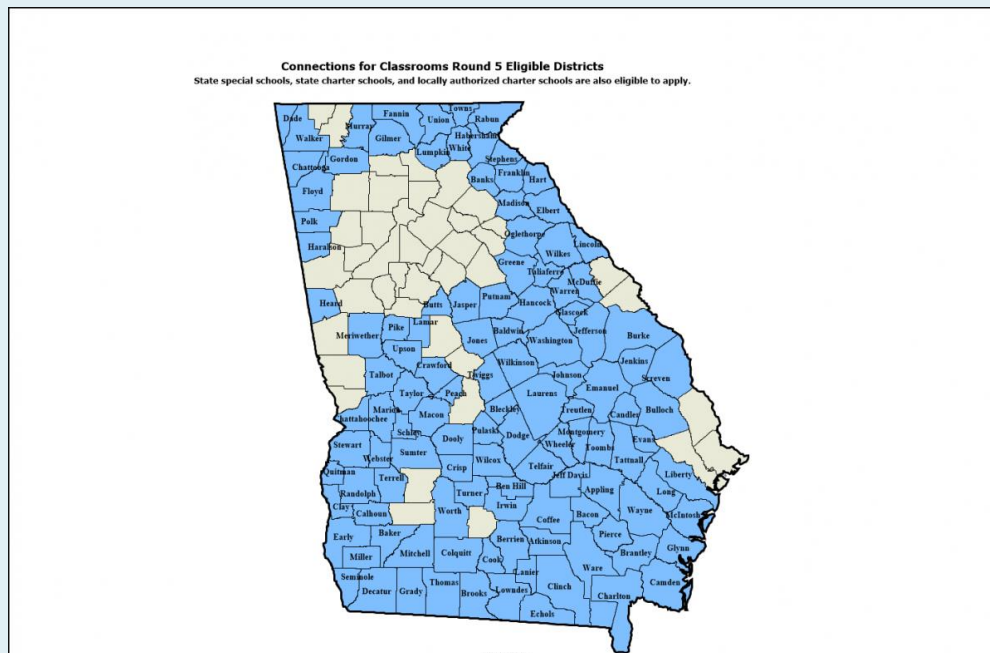 Connections for Classrooms Round 5 Eligible Districts
State special schools, state charter schools, and locally authorized charter schools are also eligible to apply.
Dade
Murray
Fannin
Union
Towns
Rabun
Walker
Gilmer
Habersham
Lumpkin
White
Stephens
Chattooga
Gordon
Banks
Franklin
Hart
Floyd
Madison
Elbert
Polk
Haralson
Oglethorpe
Wilkes
Lincoln
Greene
Taliaferro
McDuffie
Warren
Heard
Butts
Jasper
Putnam
Hancock
Glascock
Meriwether
Pike
Lamar
Jones
Baldwin
Washington
Jefferson
Burke
Upson
Crawford
Twiggs
Wilkinson
Jenkins
Screven
Talbot
Taylor
Peach
Johnson
Emanuel
Laurens
Marion
Macon
Bleckley
Treutlen
Candler
Bulloch
Chattahoochee
Schley
Dooly
Pulaski
Dodge
Montgomery
Toombs
Evans
Stewart
Webster
Sumter
Wheeler
Tattnall
Crisp
Wilcox
Telfair
Liberty
Quitman
Terrell
Jeff Davis
Randolph
Turner
Ben Hill
Appling
Long
Clay
Calhoun
Worth
Irwin
Coffee
Bacon
Wayne
McIntosh
Early
Baker
Berrien
Atkinson
Pierce
Miller
Mitchell
Colquitt
Cook
Brantley
Glynn
Seminole
Lanier
Ware
Decatur
Grady
Thomas
Brooks
Lowndes
Clinch
Charlton
Camden
Echols